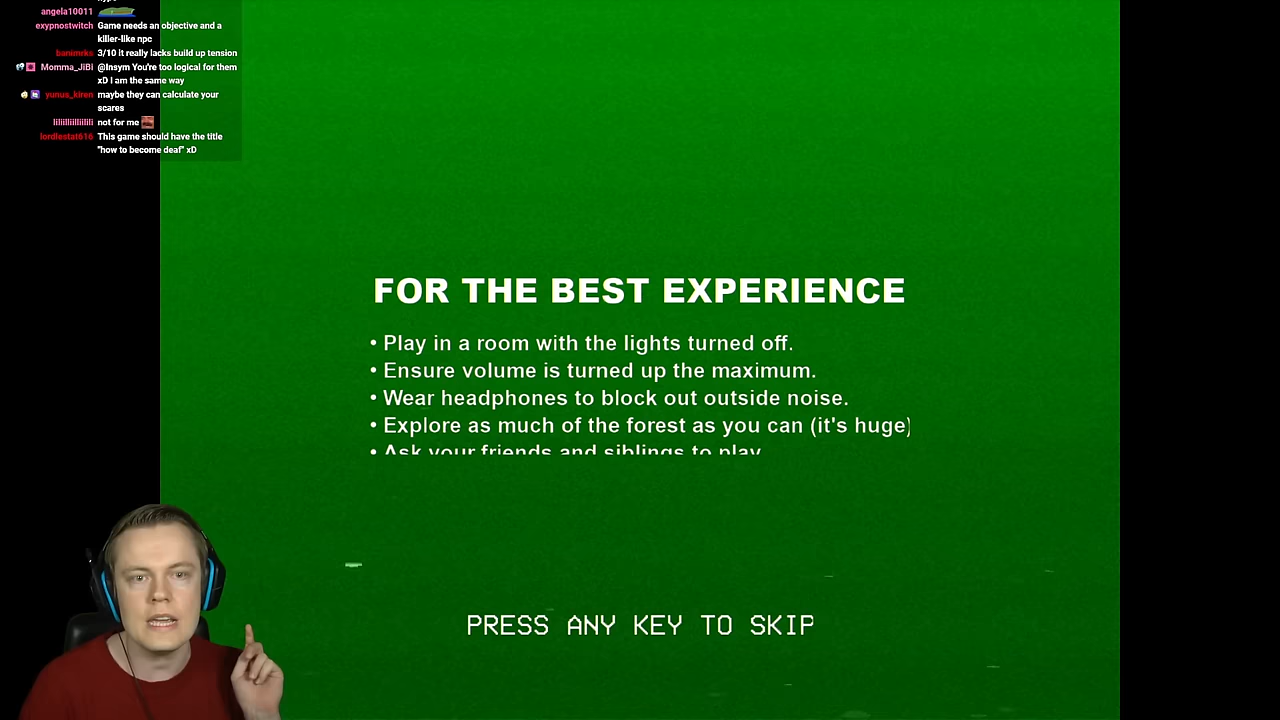 angela10011
exypnostwitch Game needs an objective and a
killer-like npc
banimrks 3/10 it really lacks build up tension
Momma_JiBi @Insym You're too logical for them
xD I am the same way
yunus_kiren maybe they can calculate your
scares
not for me
lordlestat616 This game should have the title
"how to become deaf" xD
FOR THE BEST EXPERIENCE
• Play in a room with the lights turned off.
• Ensure volume is turned up the maximum.
• Wear headphones to block out outside noise.
• Explore as much of the forest as you can (it's huge)
• Ask your friends and siblings to play
PRESS ANY KEY TO SKIP